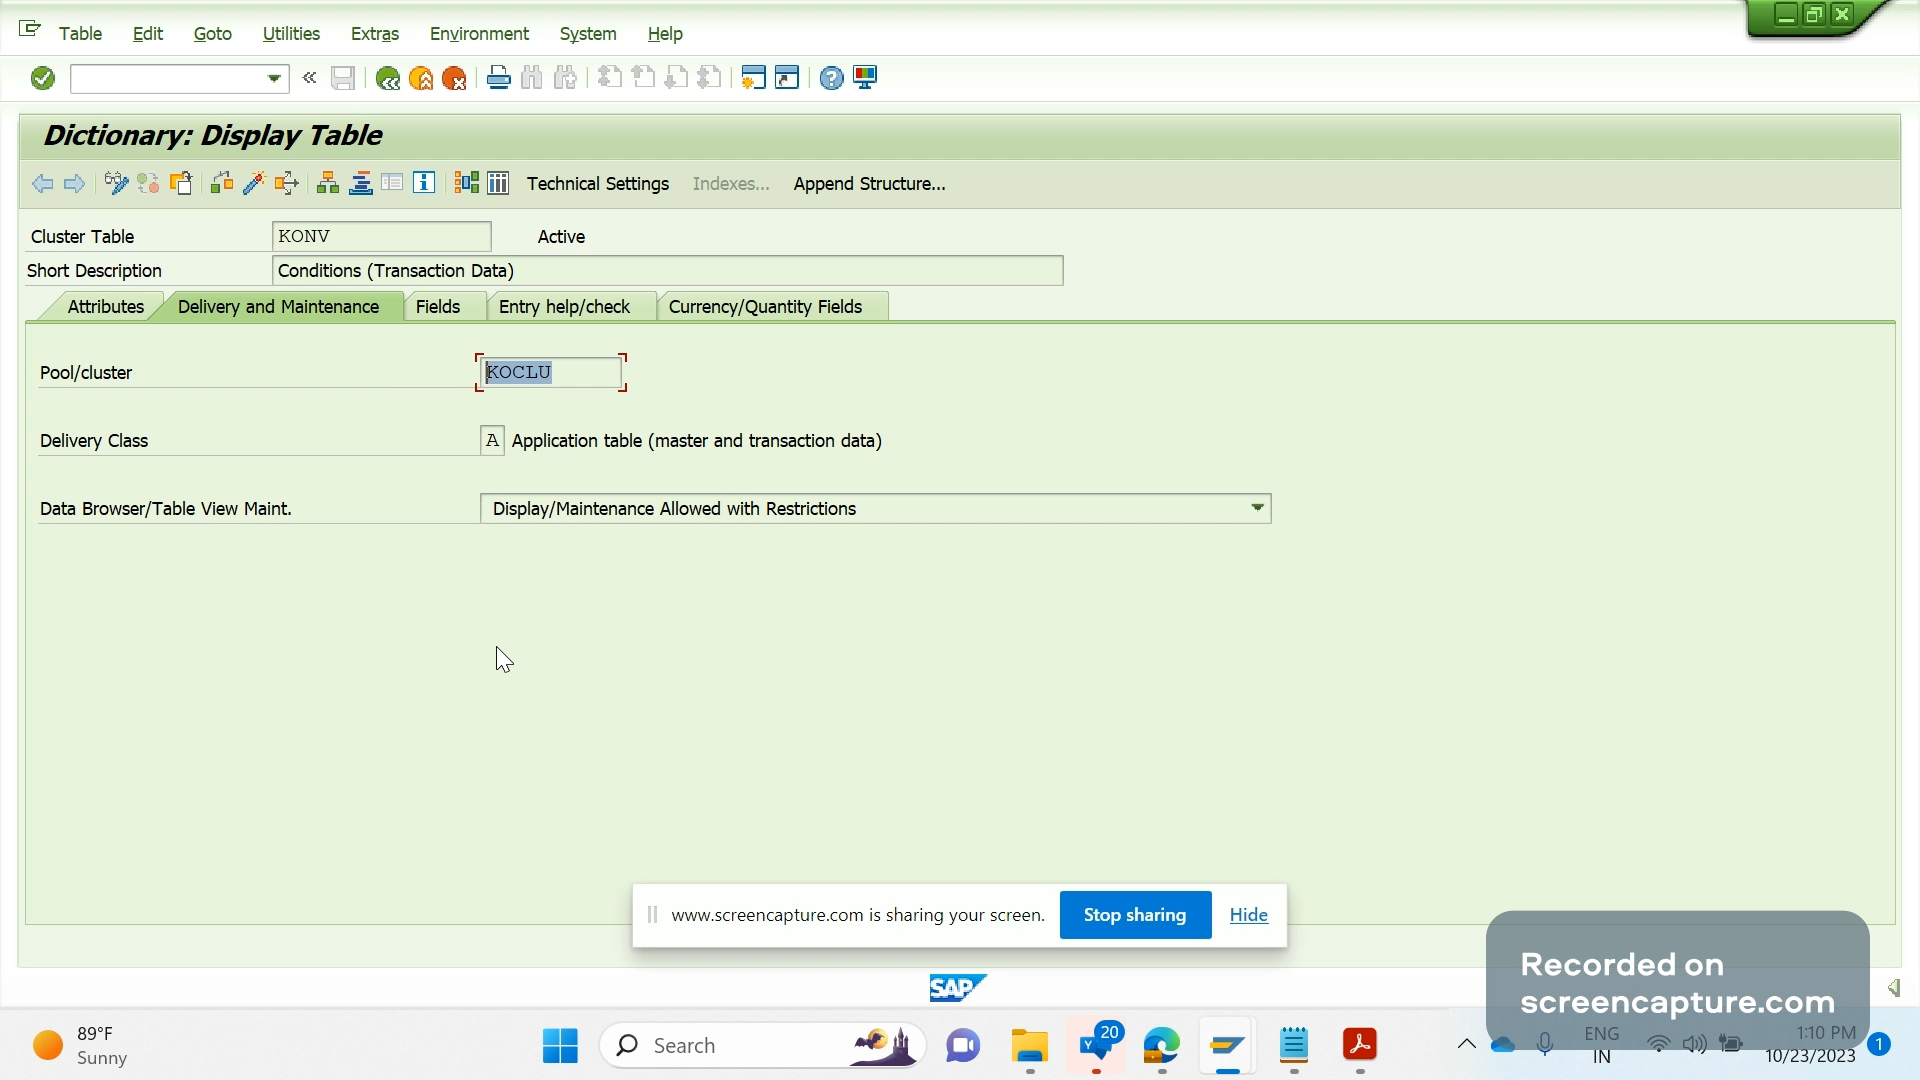 Table Edit Goto Utilities Extras Environment System Help
Dictionary: Display Table
Technical Settings Indexes... Append Structure...
Cluster Table KONV Active
Short Description Conditions (Transaction Data)
Attributes Delivery and Maintenance Fields Entry help/check Currency/Quantity Fields
Pool/cluster KOCLU
Delivery Class A Application table (master and transaction data)
Data Browser/Table View Maint. Display/Maintenance Allowed with Restrictions
www.screencapture.com is sharing your screen. Stop sharing Hide
Recorded on
screencapture.com
SAP
89°F
Sunny
Search
20
ENG
IN
1:10 PM
10/23/2023
1